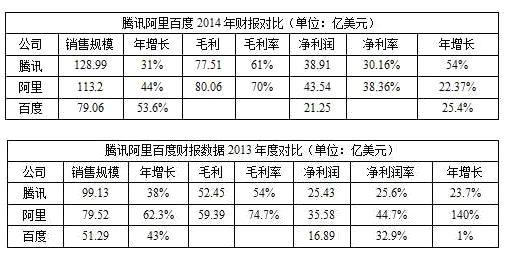 腾讯阿里百度 2014 年财报对比（单位：亿美元）
公司 销售规模 年增长 毛利 毛利率 净利润 净利率 年增长
腾讯 128.99 31% 77.51 61% 38.91 30.16% 54%
阿里 113.2 44% 80.06 70% 43.54 38.36% 22.37%
百度 79.06 53.6% 21.25 25.4%
腾讯阿里百度财报数据 2013 年度对比（单位：亿美元）
公司 销售规模 年增长 毛利 毛利率 净利润 净利润率 年增长
腾讯 99.13 38% 52.45 54% 25.43 25.6% 23.7%
阿里 79.52 62.3% 59.39 74.7% 35.58 44.7% 140%
百度 51.29 43% 16.89 32.9% 1%